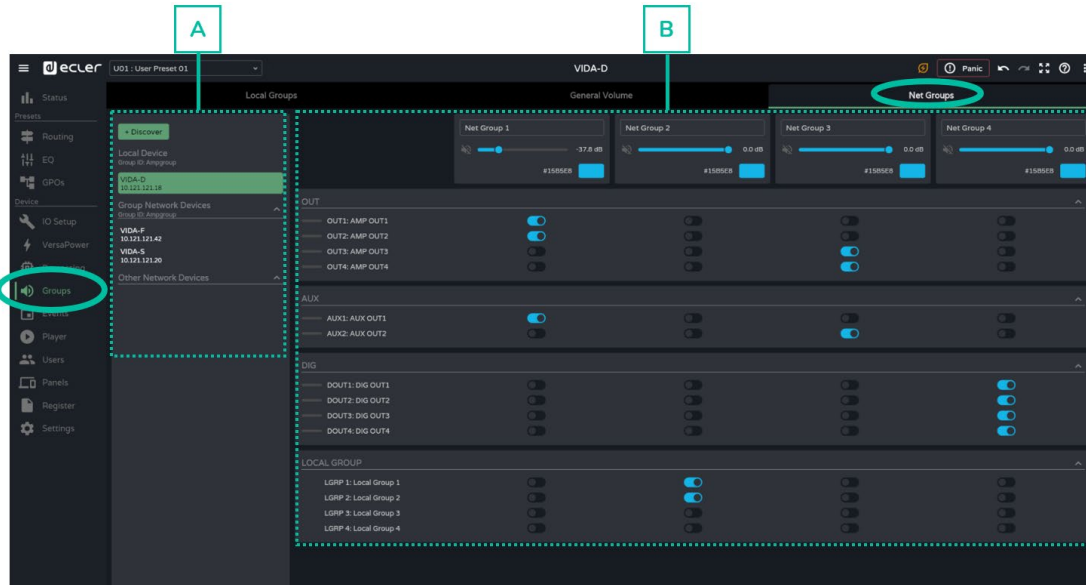 A
B
ecler
U01 : User Preset 01
VIDA-D
Panic
Local Groups
General Volume
Net Groups
Status
Presets
Routing
EQ
GPOs
Device
IO Setup
VersaPower
Groups
Events
Player
Users
Panels
Register
Settings
+ Discover
Local Device
Group ID: Ampgroup
VIDA-D
10.121.121.18
Group Network Devices
Group ID: Ampgroup
VIDA-F
10.121.121.42
VIDA-S
10.121.121.20
Other Network Devices
Net Group 1
Net Group 2
Net Group 3
Net Group 4
-37.8 dB
0.0 dB
0.0 dB
0.0 dB
#15B5E8
#15B5E8
#15B5E8
#15B5E8
OUT
OUT1: AMP OUT1
OUT2: AMP OUT2
OUT3: AMP OUT3
OUT4: AMP OUT4
AUX
AUX1: AUX OUT1
AUX2: AUX OUT2
DIG
DOUT1: DIG OUT1
DOUT2: DIG OUT2
DOUT3: DIG OUT3
DOUT4: DIG OUT4
LOCAL GROUP
LGRP 1: Local Group 1
LGRP 2: Local Group 2
LGRP 3: Local Group 3
LGRP 4: Local Group 4